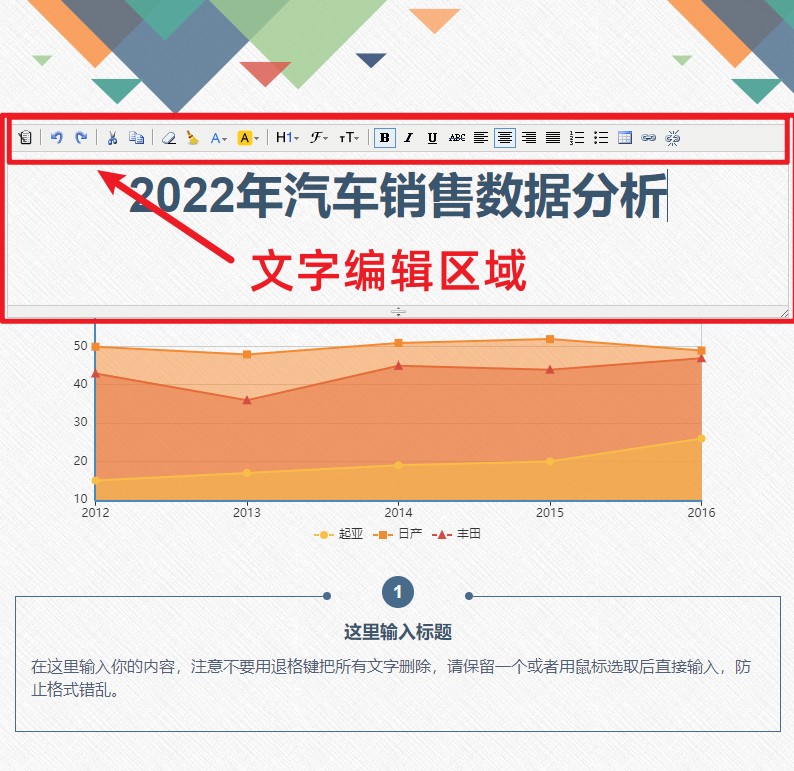 A A H1 ℱ тT B I U ABC
2022年汽车销售数据分析
文字编辑区域
50
40
30
20
10
2012 2013 2014 2015 2016
起亚 日产 丰田
1
这里输入标题
在这里输入你的内容，注意不要用退格键把所有文字删除，请保留一个或者用鼠标选取后直接输入，防
止格式错乱。